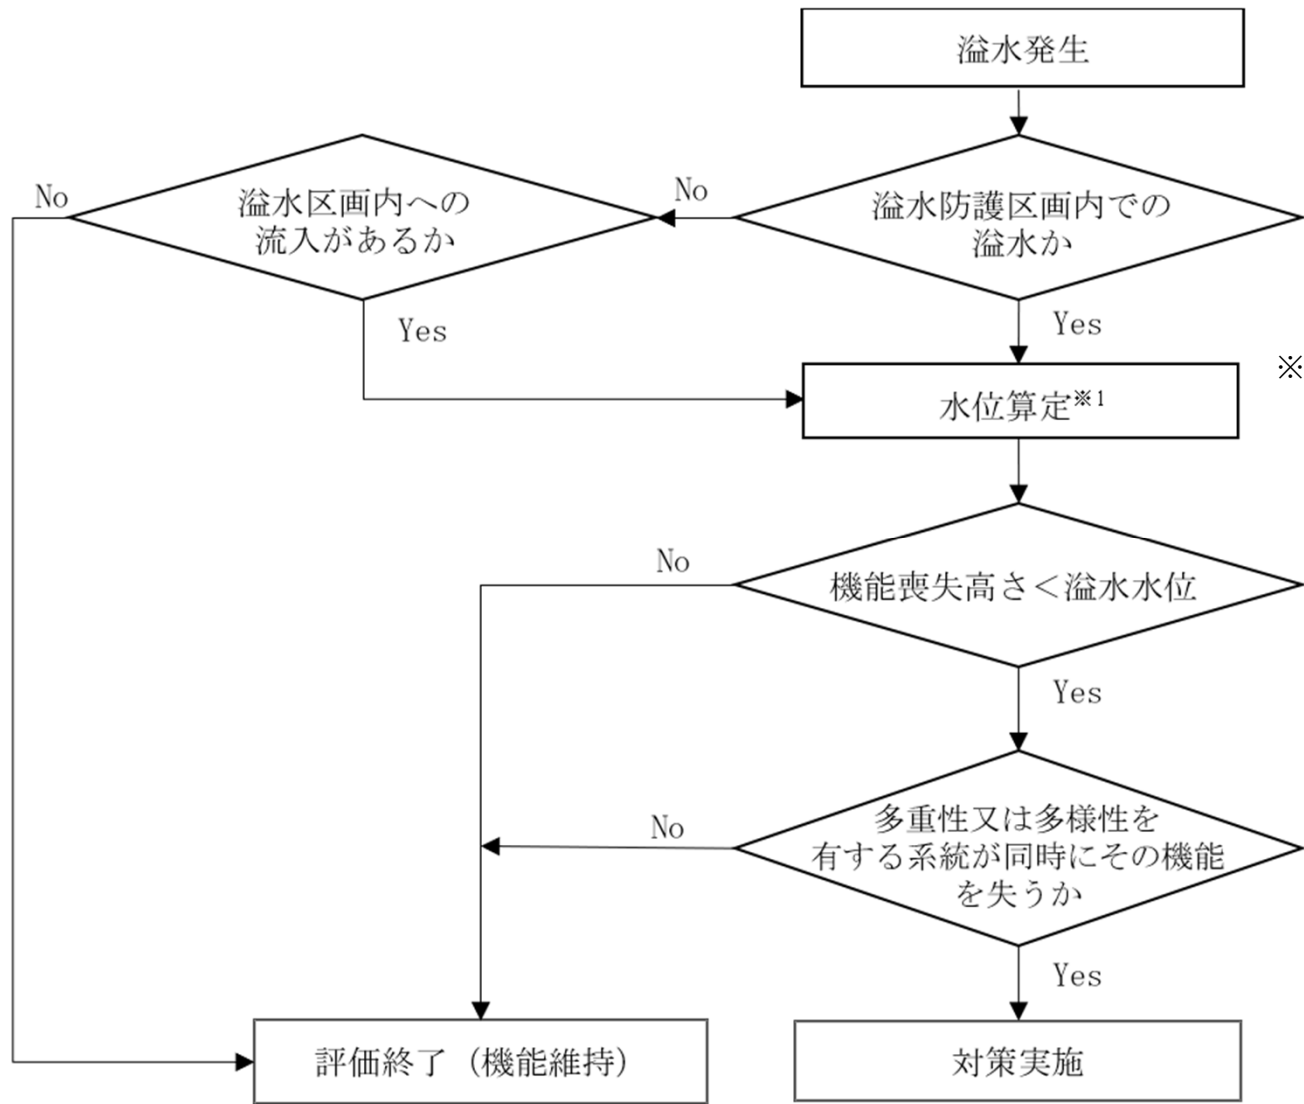 溢水発生
No
溢水区画内への
流入があるか
No
溢水防護区画内での
溢水か
Yes
Yes
※
水位算定※1
No
機能喪失高さ＜溢水水位
Yes
No
多重性又は多様性を
有する系統が同時にその機能
を失うか
Yes
評価終了（機能維持）
対策実施